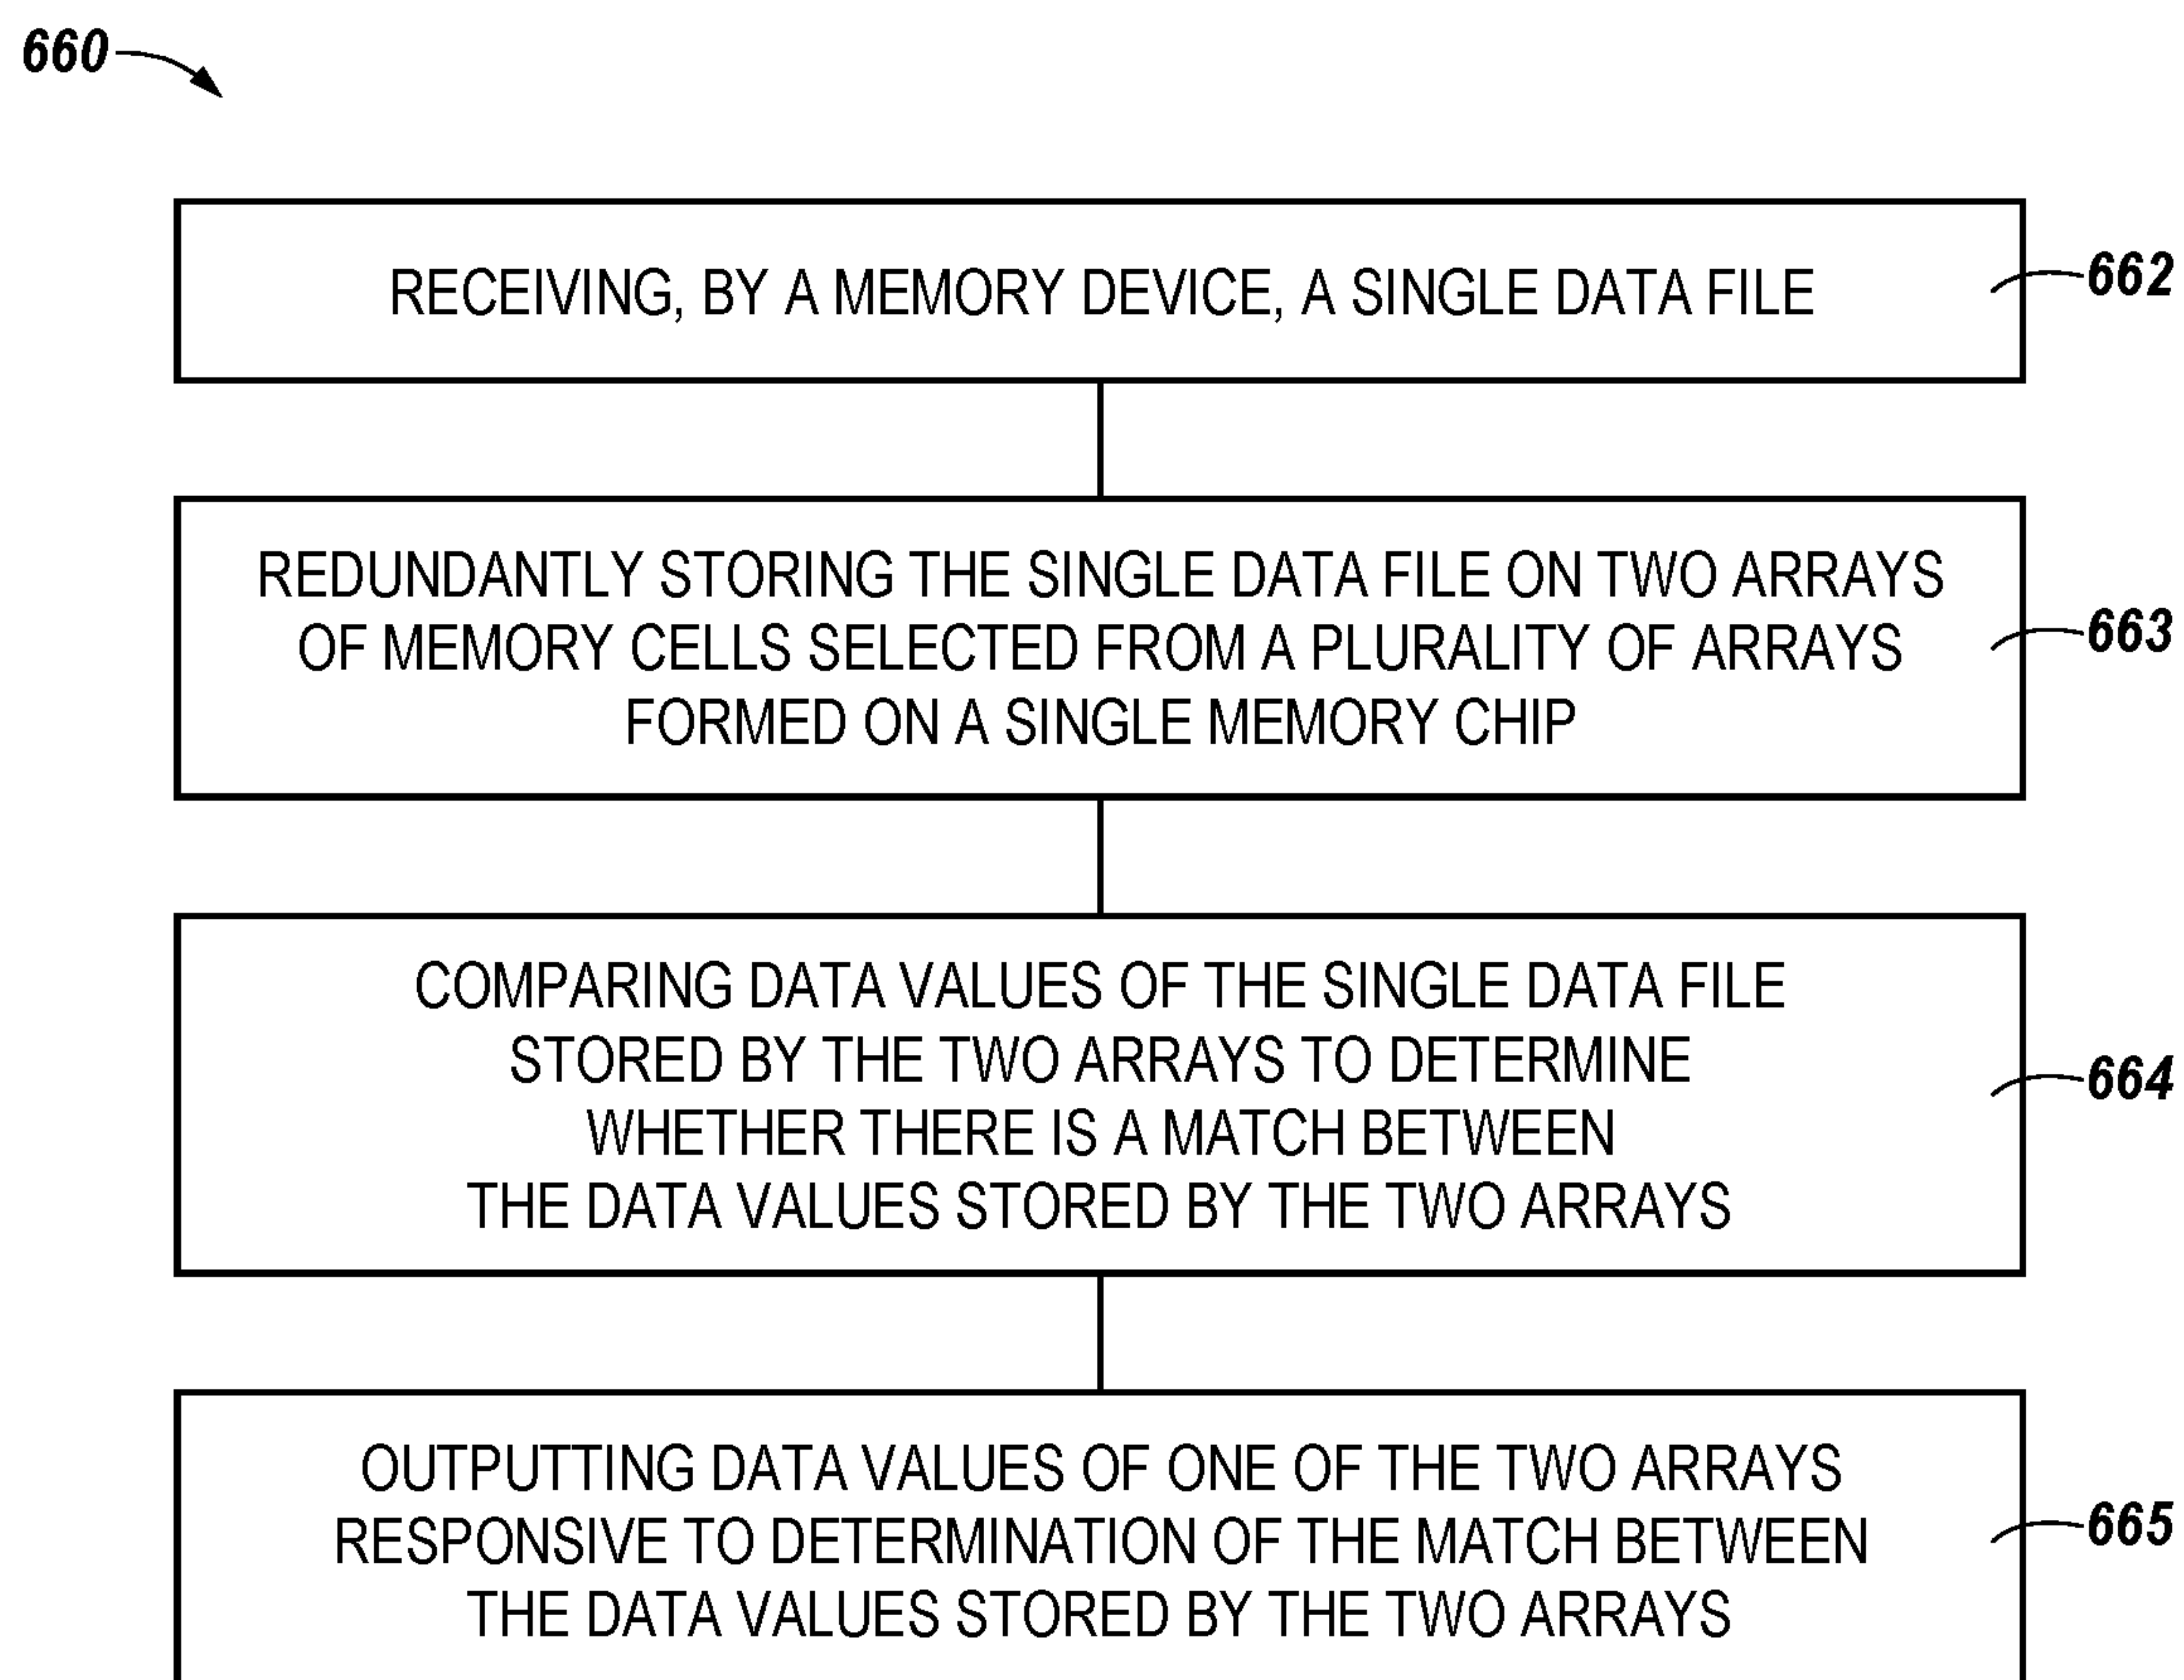 660
RECEIVING, BY A MEMORY DEVICE, A SINGLE DATA FILE
662
REDUNDANTLY STORING THE SINGLE DATA FILE ON TWO ARRAYS
OF MEMORY CELLS SELECTED FROM A PLURALITY OF ARRAYS
FORMED ON A SINGLE MEMORY CHIP
663
COMPARING DATA VALUES OF THE SINGLE DATA FILE
STORED BY THE TWO ARRAYS TO DETERMINE
WHETHER THERE IS A MATCH BETWEEN
THE DATA VALUES STORED BY THE TWO ARRAYS
664
OUTPUTTING DATA VALUES OF ONE OF THE TWO ARRAYS
RESPONSIVE TO DETERMINATION OF THE MATCH BETWEEN
THE DATA VALUES STORED BY THE TWO ARRAYS
665